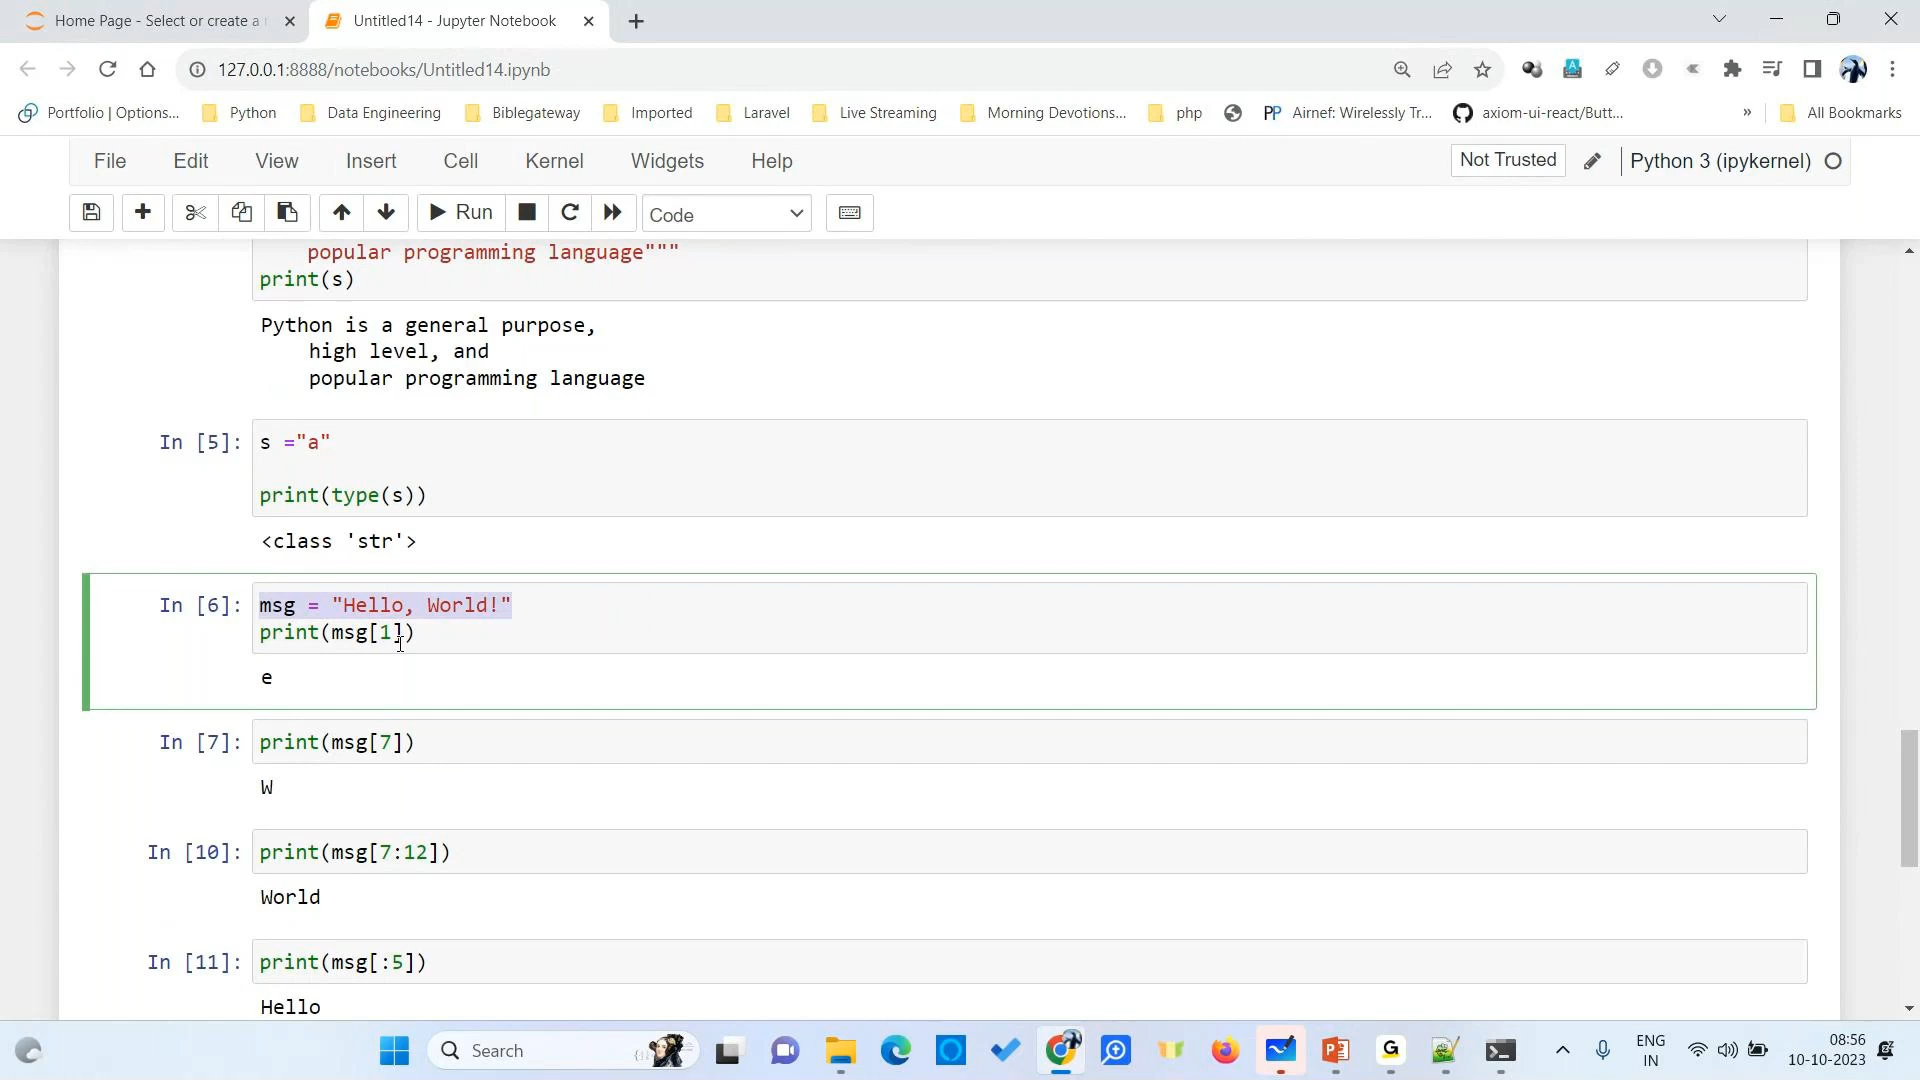 Home Page - Select or create a
Untitled14 - Jupyter Notebook
127.0.0.1:8888/notebooks/Untitled14.ipynb
Portfolio | Options...
Python
Data Engineering
Biblegateway
Imported
Laravel
Live Streaming
Morning Devotions...
php
PP
Airnef: Wirelessly Tr...
axiom-ui-react/Butt...
»
All Bookmarks
File
Edit
View
Insert
Cell
Kernel
Widgets
Help
Not Trusted
Python 3 (ipykernel)
Run
Code
popular programming language"""
print(s)
Python is a general purpose,
high level, and
popular programming language
In [5]:
s ="a"
print(type(s))
<class 'str'>
In [6]:
msg = "Hello, World!"
print(msg[1])
e
In [7]:
print(msg[7])
W
In [10]:
print(msg[7:12])
World
In [11]:
print(msg[:5])
Hello
Search
ENG
IN
08:56
10-10-2023